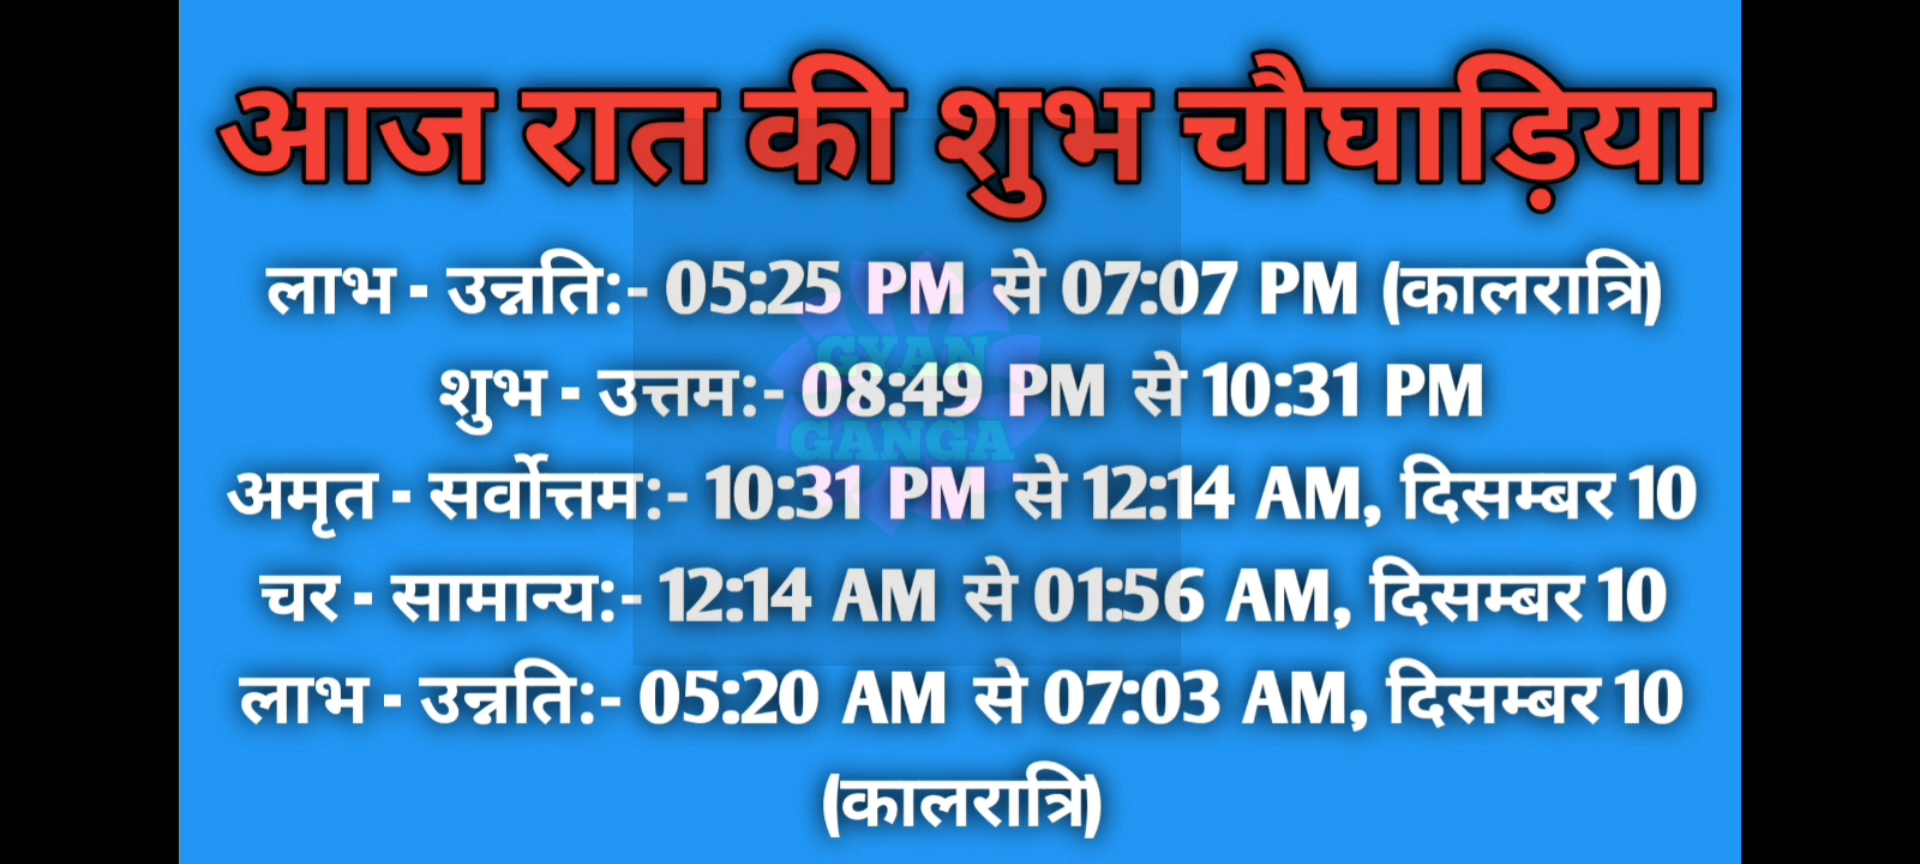 आज रात की शुभ चौघाड़िया
लाभ - उन्नति:- 05:25 PM से 07:07 PM (कालरात्रि)
शुभ - उत्तम:- 08:49 PM से 10:31 PM
अमृत - सर्वोत्तम:- 10:31 PM से 12:14 AM, दिसम्बर 10
चर - सामान्य:- 12:14 AM से 01:56 AM, दिसम्बर 10
लाभ - उन्नति:- 05:20 AM से 07:03 AM, दिसम्बर 10
(कालरात्रि)
GYAN
GANGA